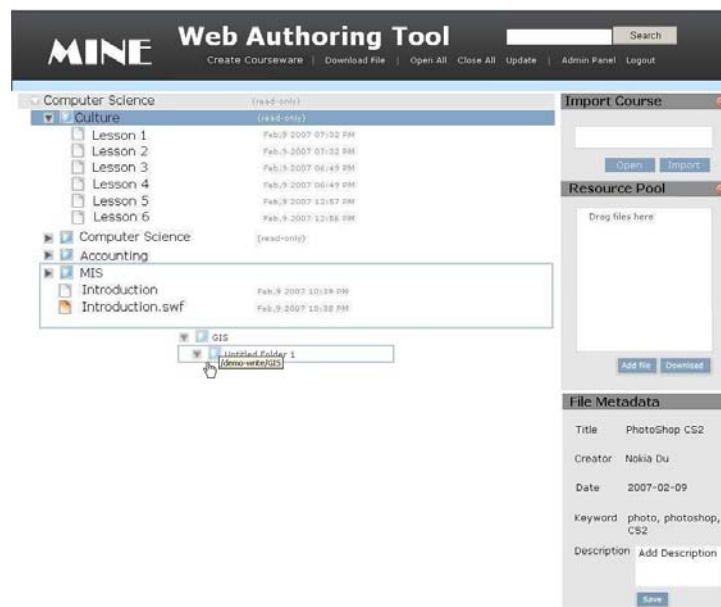 MINE
Web Authoring Tool
Search
Create Courseware | Download File | Open All Close All Update | Admin Panel Logout
Computer Science (read-only)
Culture (read-only)
Lesson 1 Feb,9 2007 07:32 PM
Lesson 2 Feb,9 2007 07:32 PM
Lesson 3 Feb,9 2007 06:49 PM
Lesson 4 Feb,9 2007 06:49 PM
Lesson 5 Feb,9 2007 12:57 PM
Lesson 6 Feb,9 2007 12:56 PM
Computer Science (read-only)
Accounting
MIS
Introduction Feb,9 2007 10:39 PM
Introduction.swf Feb,9 2007 10:38 PM
GIS
Untitled Folder 1
/demo-write/GIS
Import Course
Open Import
Resource Pool
Drag files here
Add file Download
File Metadata
Title PhotoShop CS2
Creator Nokia Du
Date 2007-02-09
Keyword photo, photoshop,
CS2
Description Add Description
Save